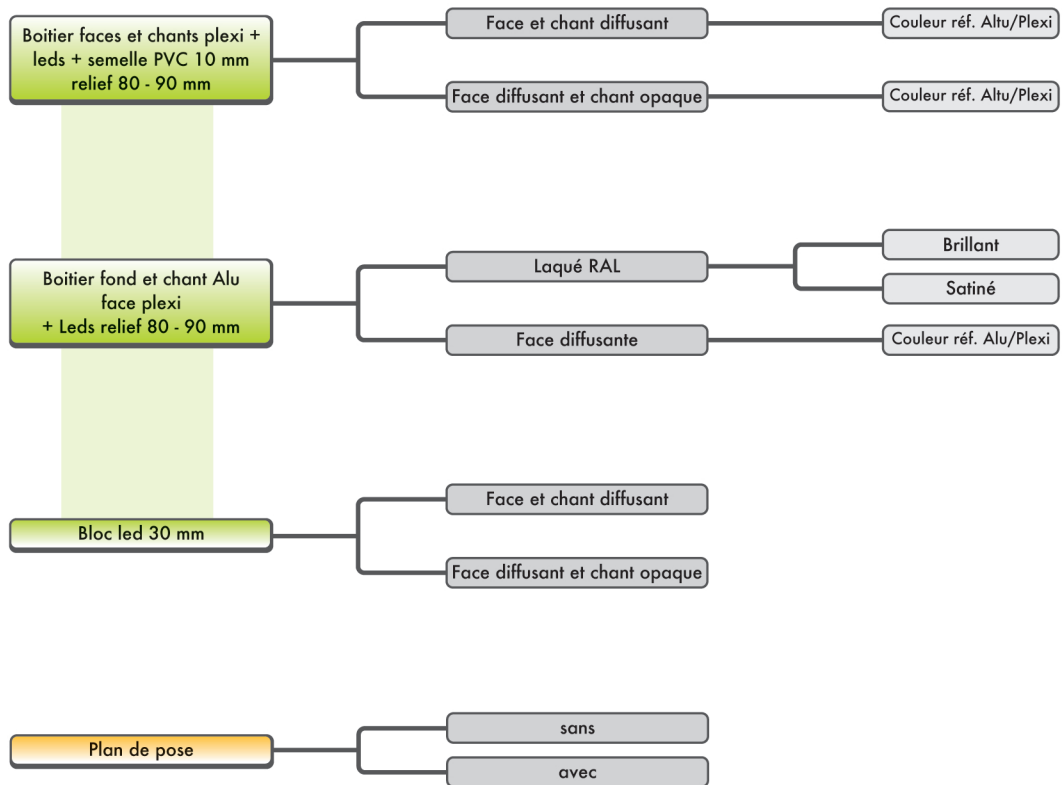 Boitier faces et chants plexi +
leds + semelle PVC 10 mm
relief 80 - 90 mm
Face et chant diffusant
Couleur réf. Altu/Plexi
Face diffusant et chant opaque
Couleur réf. Altu/Plexi
Boitier fond et chant Alu
face plexi
+ Leds relief 80 - 90 mm
Laqué RAL
Brillant
Satiné
Face diffusante
Couleur réf. Alu/Plexi
Bloc led 30 mm
Face et chant diffusant
Face diffusant et chant opaque
Plan de pose
sans
avec